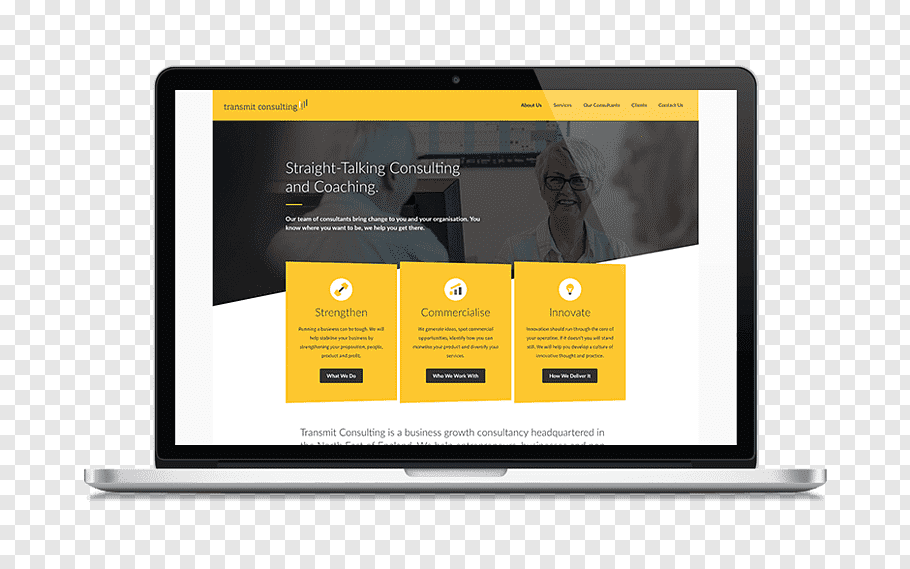 transmit consulting
About Us Services Our Consultants Clients Contact Us
Straight-Talking Consulting
and Coaching.
Our team of consultants bring change to you and your organisation. You
know where you want to be, we help you get there.
Strengthen
Running a business can be tough. We will
help stabilise your business by
strengthening your proposition, people,
product and profit.
What We Do
Commercialise
We generate ideas, spot commercial
opportunities, identify how you can
monetise your product and diversify your
services.
Who We Work With
Innovate
Innovation should run through the core of
your operation. If it doesn't you will stand
still. We will help you develop a culture of
innovative thought and practice.
How We Deliver It
Transmit Consulting is a business growth consultancy headquartered in
the North East of England. We help entrepreneurs, businesses and non